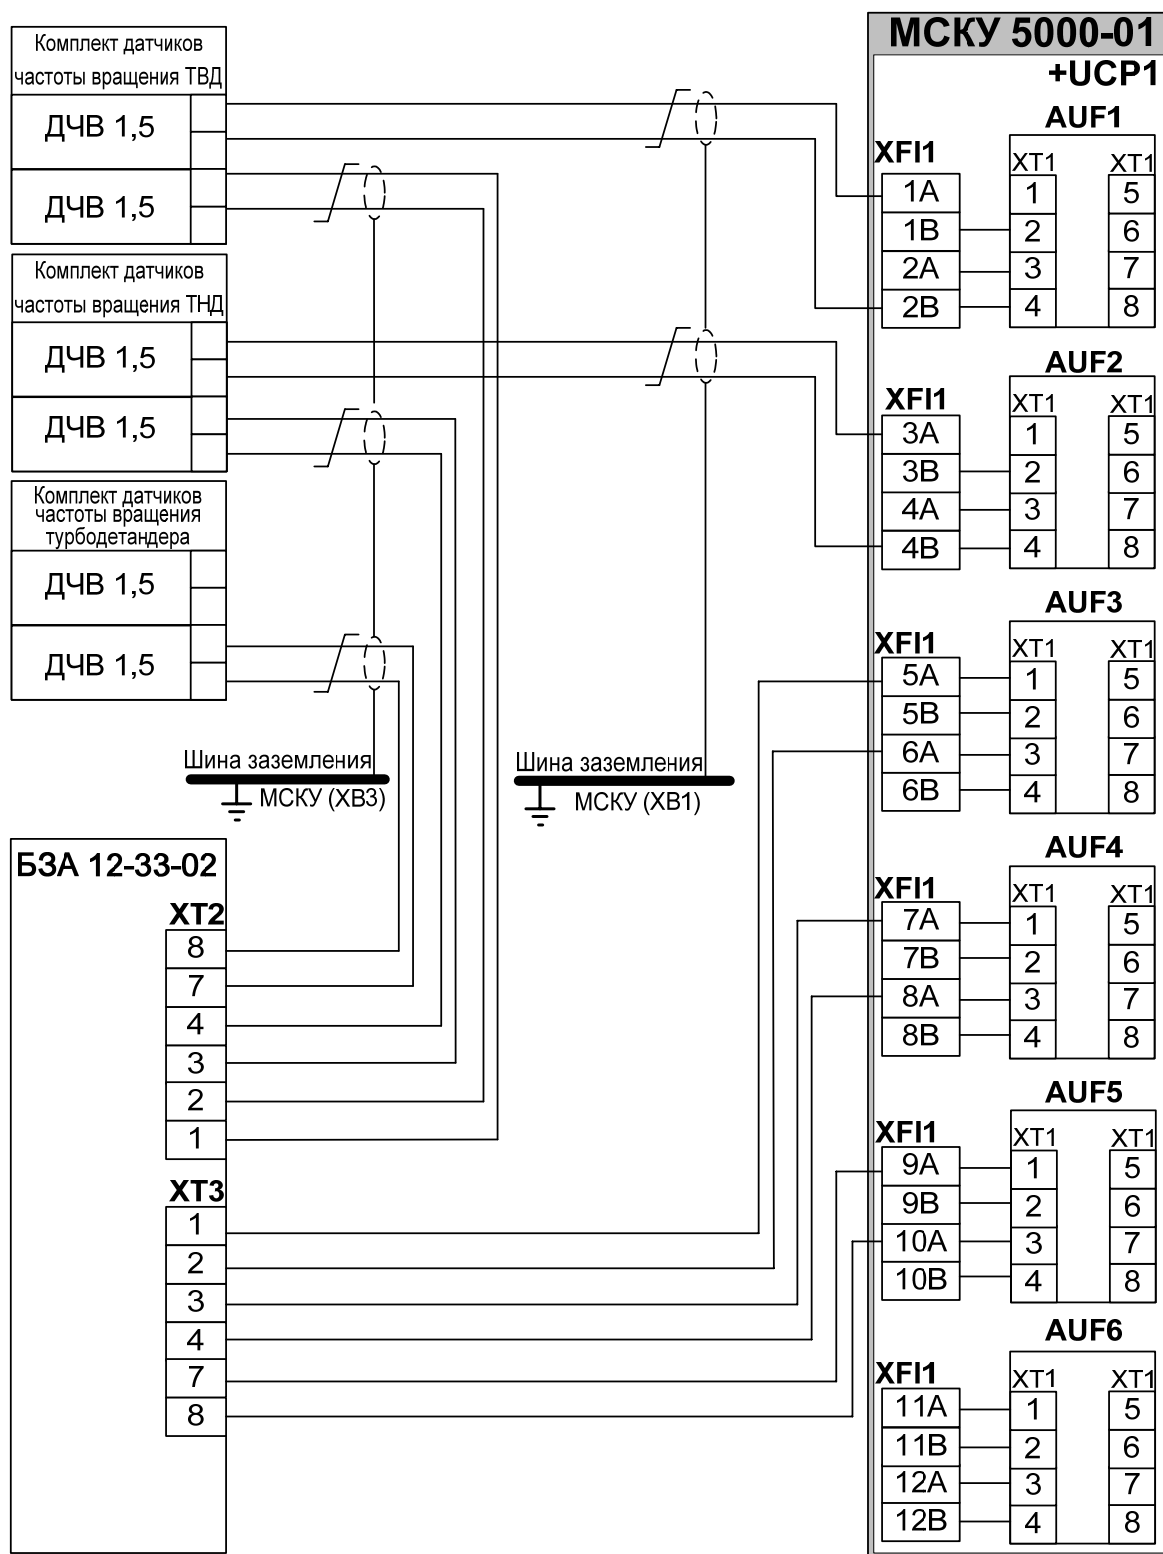 Комплект датчиков
частоты вращения ТВД
ДЧВ 1,5
ДЧВ 1,5
Комплект датчиков
частоты вращения ТНД
ДЧВ 1,5
ДЧВ 1,5
Комплект датчиков
частоты вращения
турбодетандера
ДЧВ 1,5
ДЧВ 1,5
Шина заземления
МСКУ (ХВ3)
Шина заземления
МСКУ (ХВ1)
БЗА 12-33-02
XT2
8
7
4
3
2
1
XT3
1
2
3
4
7
8
МСКУ 5000-01
+UCP1
AUF1
XFI1
XT1
XT1
1A
1
5
1B
2
6
2A
3
7
2B
4
8
AUF2
XFI1
XT1
XT1
3A
1
5
3B
2
6
4A
3
7
4B
4
8
AUF3
XFI1
XT1
XT1
5A
1
5
5B
2
6
6A
3
7
6B
4
8
AUF4
XFI1
XT1
XT1
7A
1
5
7B
2
6
8A
3
7
8B
4
8
AUF5
XFI1
XT1
XT1
9A
1
5
9B
2
6
10A
3
7
10B
4
8
AUF6
XFI1
XT1
XT1
11A
1
5
11B
2
6
12A
3
7
12B
4
8